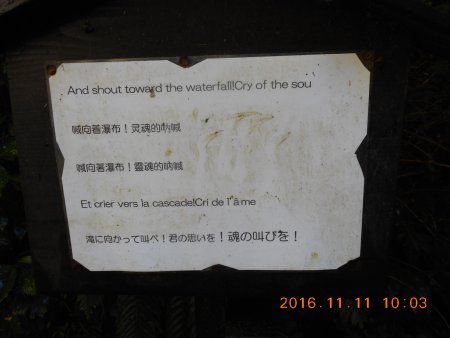 And shout toward the waterfall!Cry of the sou
喊向着瀑布！灵魂的呐喊
喊向着瀑布！靈魂的吶喊
Et crier vers la cascade!Cri de l'âme
滝に向かって叫べ！君の思いを！魂の叫びを！
2016.11.11 10:03